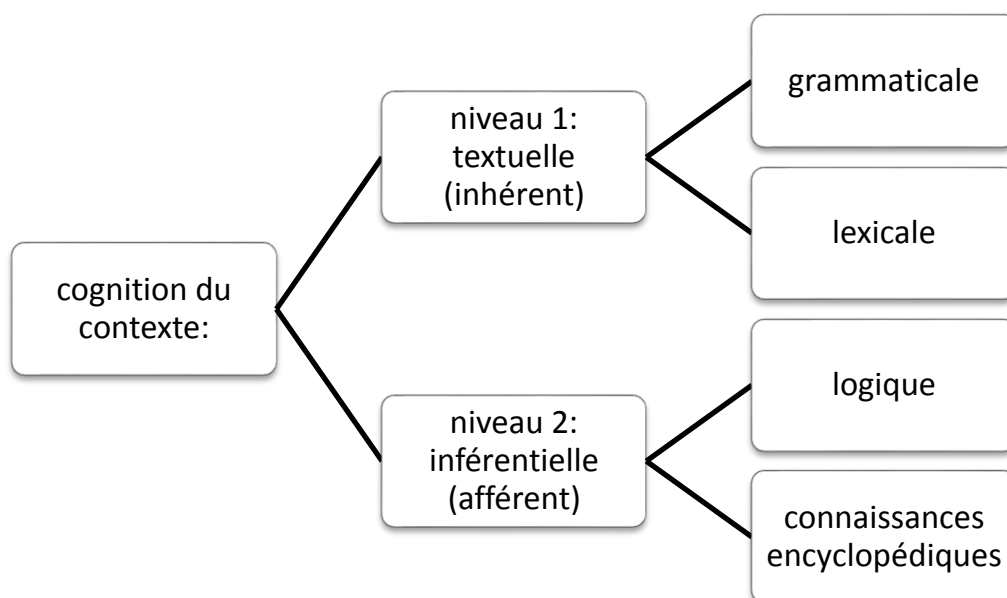 cognition du
contexte:
niveau 1:
textuelle
(inhérent)
grammaticale
lexicale
niveau 2:
inférentielle
(afférent)
logique
connaissances
encyclopédiques